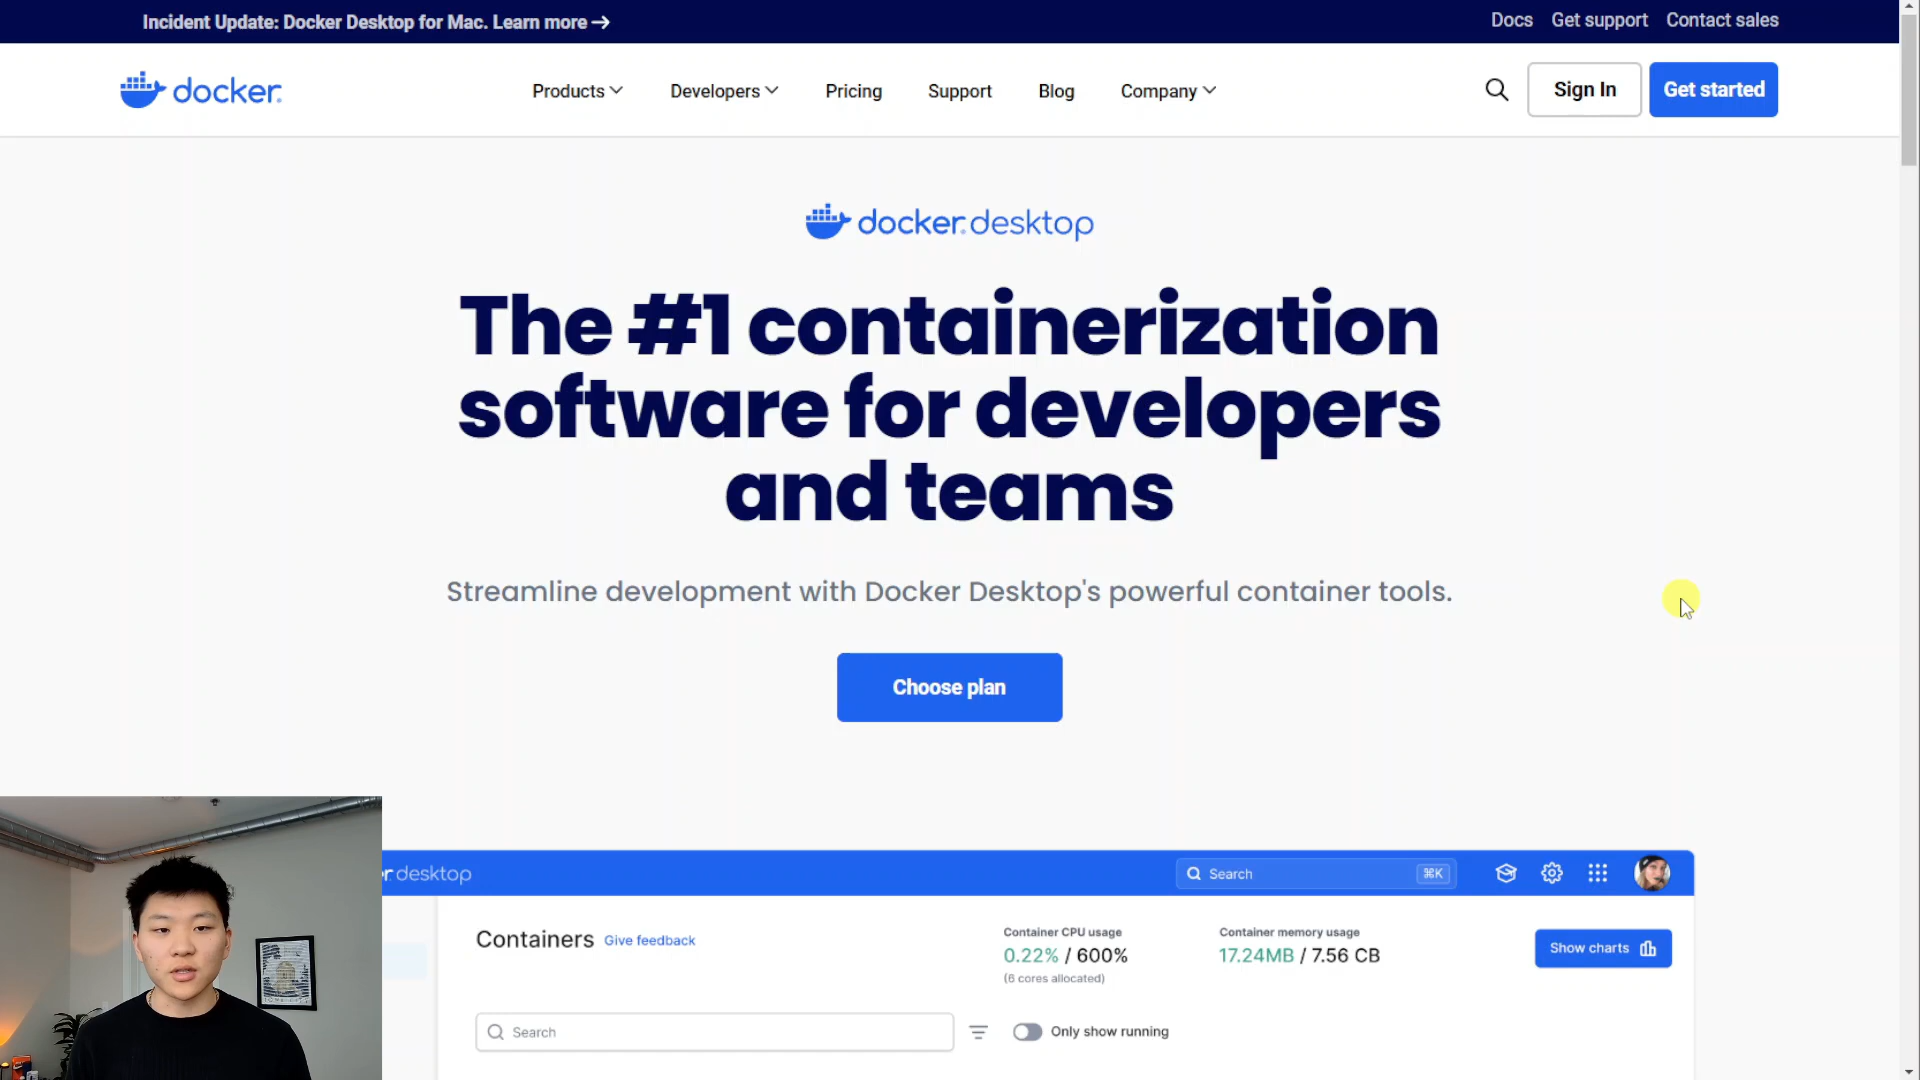 Incident Update: Docker Desktop for Mac. Learn more →
Docs Get support Contact sales
docker.
Products Developers Pricing Support Blog Company
Sign In Get started
docker.desktop
The #1 containerization
software for developers
and teams
Streamline development with Docker Desktop's powerful container tools.
Choose plan
r desktop
Search ⌘K
Containers Give feedback
Container CPU usage
0.22% / 600%
(6 cores allocated)
Container memory usage
17.24MB / 7.56 CB
Show charts
Search
Only show running